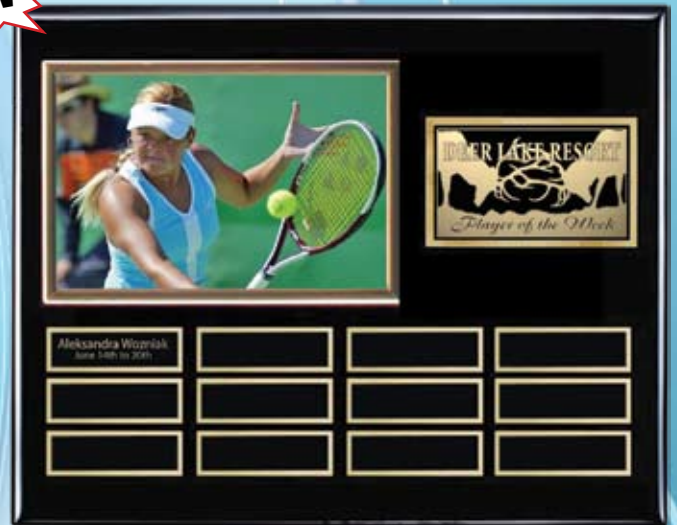 DEER LAKE RESORT
Player of the Week
Aleksandra Wozniak
June 14th to 20th